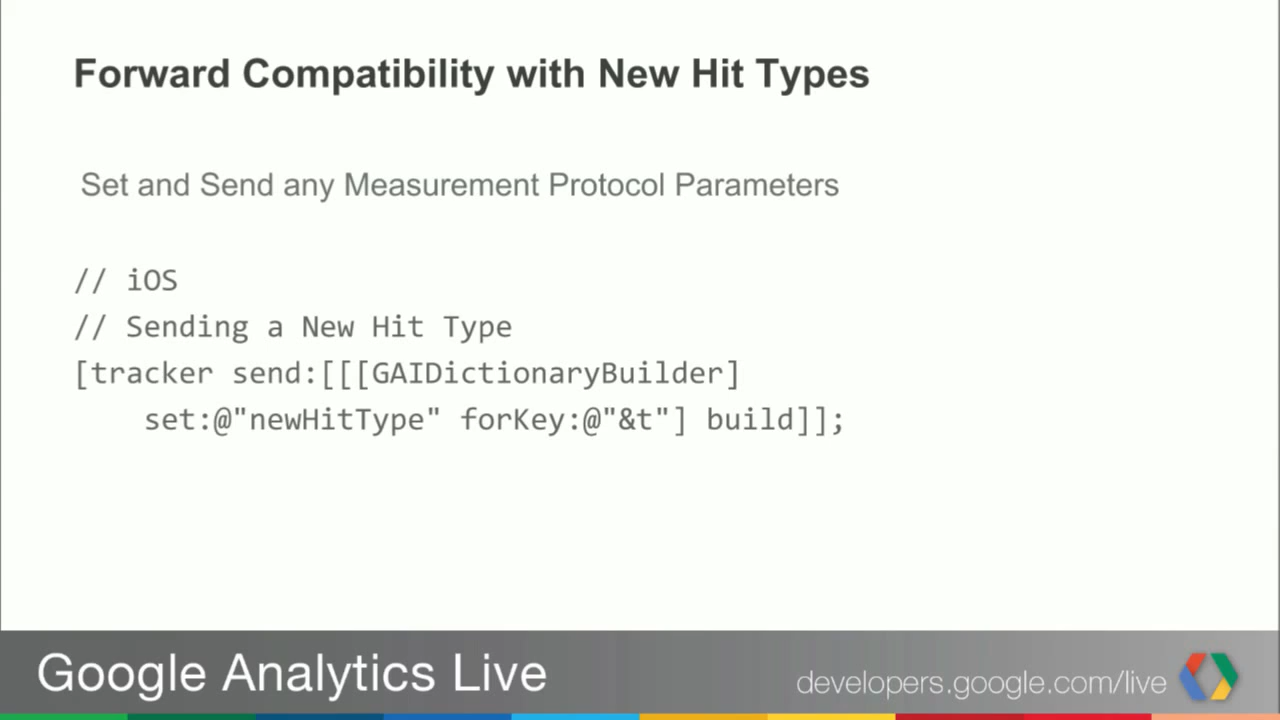 Forward Compatibility with New Hit Types
Set and Send any Measurement Protocol Parameters
// iOS
// Sending a New Hit Type
[tracker send:[[[GAIDictionaryBuilder]
set:@"newHitType" forKey:@"&t"] build]];
Google Analytics Live
developers.google.com/live